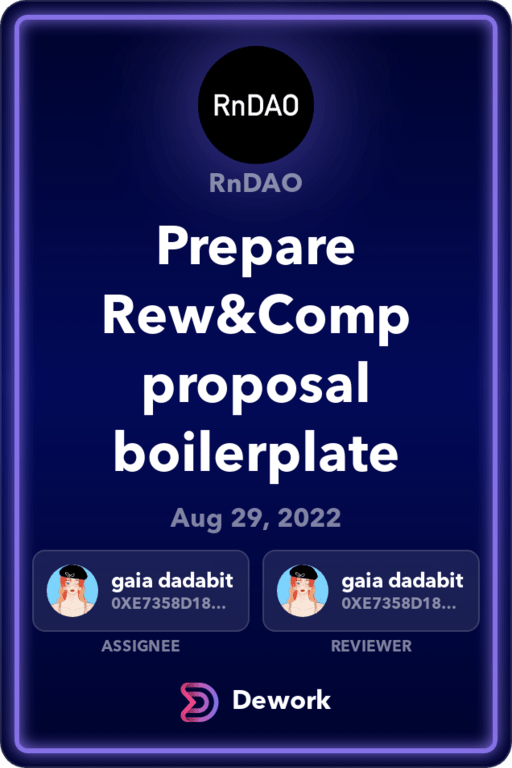 RnDAO
RnDAO
Prepare
Rew&Comp
proposal
boilerplate
Aug 29, 2022
gaia dadabit
0XE7358D18...
ASSIGNEE
gaia dadabit
0XE7358D18...
REVIEWER
Dework